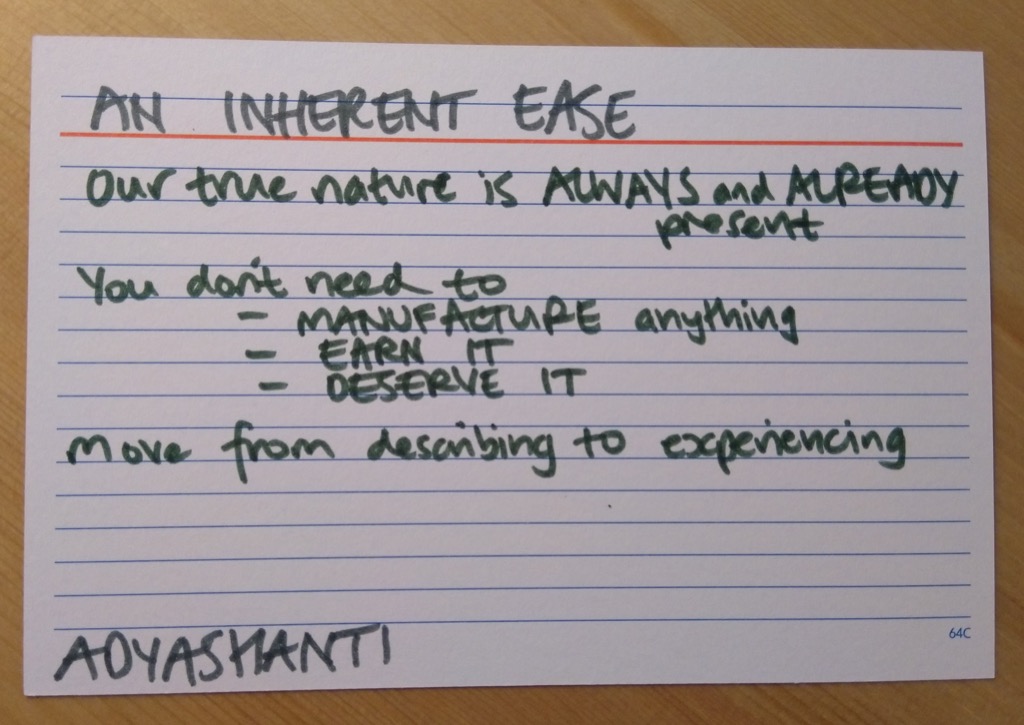 AN INHERENT EASE
Our true nature is ALWAYS and ALREADY
present
You don't need to
- MANUFACTURE anything
- EARN IT
- DESERVE IT
Move from describing to experiencing
64C
ADYASHANTI